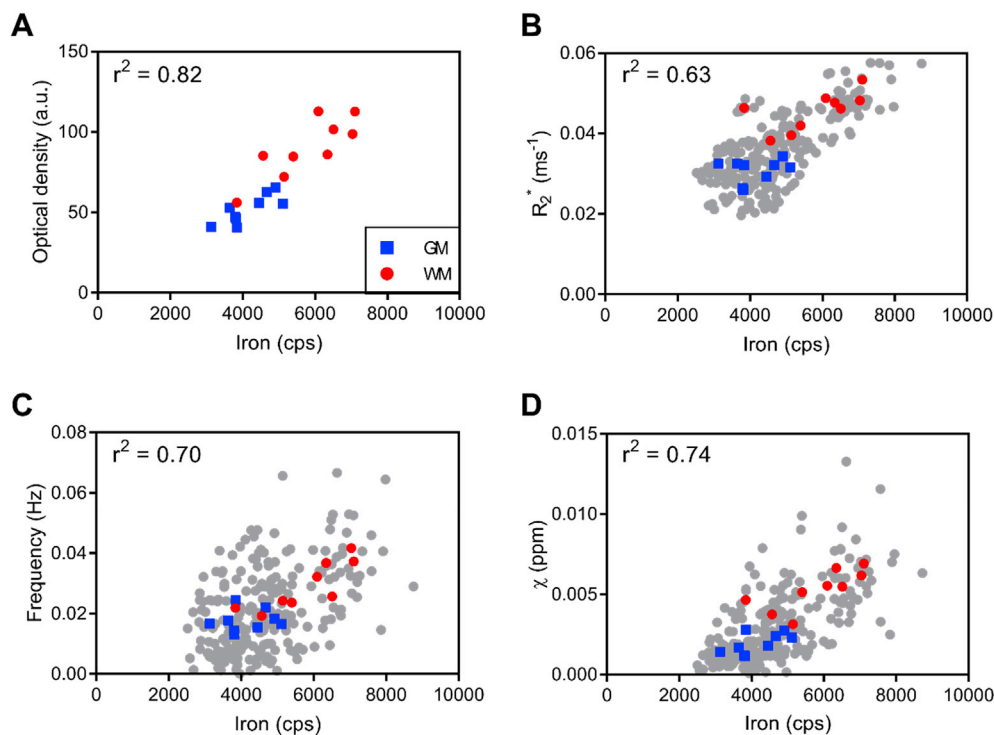 A
150
r² = 0.82
100
Optical density (a.u.)
50
GM
WM
0
0 2000 4000 6000 8000 10000
Iron (cps)
B
0.06
r² = 0.63
0.04
R₂* (ms⁻¹)
0.02
0.00
0 2000 4000 6000 8000 10000
Iron (cps)
C
0.08
r² = 0.70
0.06
Frequency (Hz)
0.04
0.02
0.00
0 2000 4000 6000 8000 10000
Iron (cps)
D
0.015
r² = 0.74
0.010
χ (ppm)
0.005
0.000
0 2000 4000 6000 8000 10000
Iron (cps)